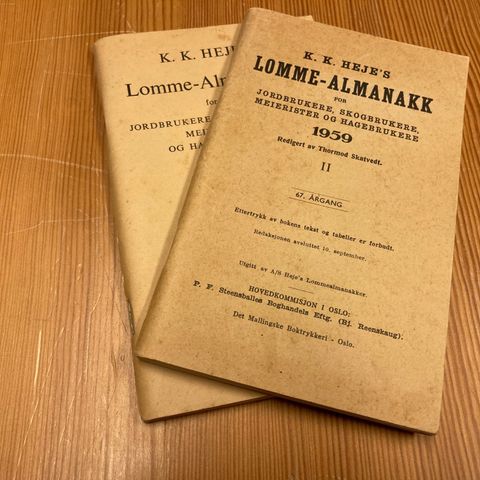 K. K. HEJE
Lomme-Al
for
JORDBRUKERE
MEI
OG HA
K. K. HEJE'S
LOMME-ALMANAKK
FOR
JORDBRUKERE, SKOGBRUKERE,
MEIERISTER OG HAGEBRUKERE
1959
Redigert av Thormod Skatvedt.
II
67. ÅRGANG
Ettertrykk av bokens tekst og tabeller er forbudt.
Redaksjonen avsluttet 10. september.
Utgitt av A/S Heje's Lommealmanakker.
HOVEDKOMMISJON I OSLO:
P. F. Steensballes Boghandels Eftg. (Bj. Reenskaug).
Det Mallingske Boktrykkeri - Oslo.